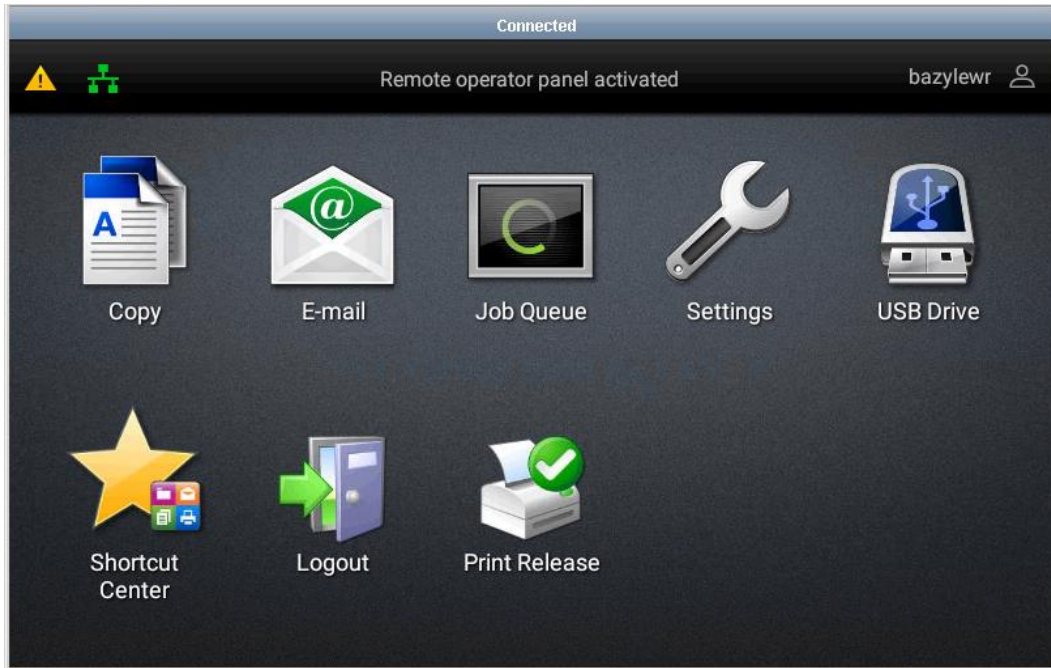 Connected
Remote operator panel activated
bazylewr
Copy
E-mail
Job Queue
Settings
USB Drive
Shortcut
Center
Logout
Print Release